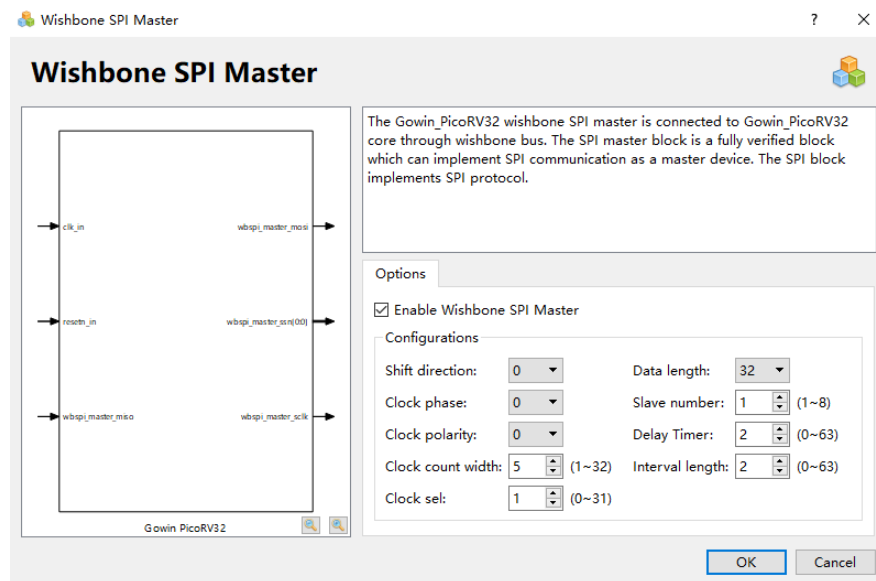 Wishbone SPI Master
?
Wishbone SPI Master
clk_in
wbspi_master_mosi
resetn_in
wbspi_master_ssn(0:0)
wbspi_master_miso
wbspi_master_sclk
Gowin PicoRV32
The Gowin_PicoRV32 wishbone SPI master is connected to Gowin_PicoRV32
core through wishbone bus. The SPI master block is a fully verified block
which can implement SPI communication as a master device. The SPI block
implements SPI protocol.
Options
Enable Wishbone SPI Master
Configurations
Shift direction: 0 Data length: 32
Clock phase: 0 Slave number: 1 (1~8)
Clock polarity: 0 Delay Timer: 2 (0~63)
Clock count width: 5 (1~32) Interval length: 2 (0~63)
Clock sel: 1 (0~31)
OK Cancel